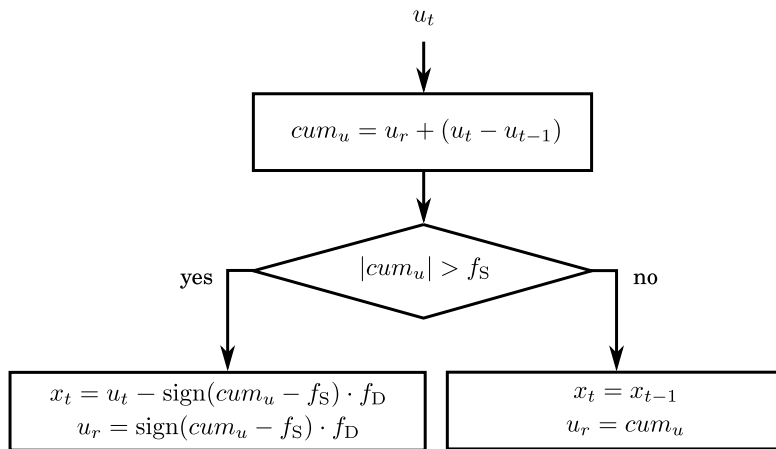 u_t
cum_u = u_r + (u_t − u_{t−1})
|cum_u| > f_S
yes
no
x_t = u_t − sign(cum_u − f_S) · f_D
u_r = sign(cum_u − f_S) · f_D
x_t = x_{t−1}
u_r = cum_u